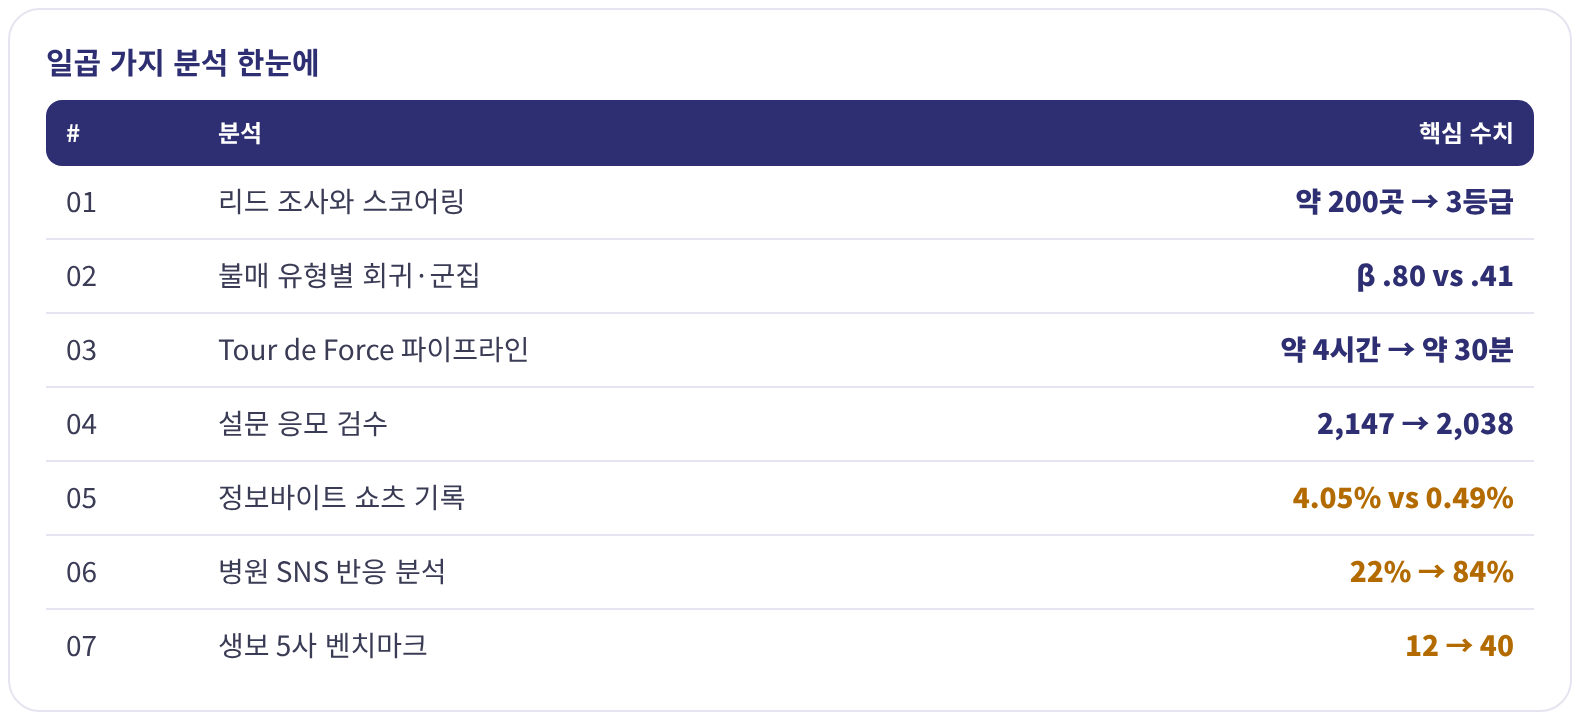 일곱 가지 분석 한눈에
# 분석 핵심 수치
01 리드 조사와 스코어링 약 200곳 → 3등급
02 불매 유형별 회귀·군집 β .80 vs .41
03 Tour de Force 파이프라인 약 4시간 → 약 30분
04 설문 응모 검수 2,147 → 2,038
05 정보바이트 쇼츠 기록 4.05% vs 0.49%
06 병원 SNS 반응 분석 22% → 84%
07 생보 5사 벤치마크 12 → 40